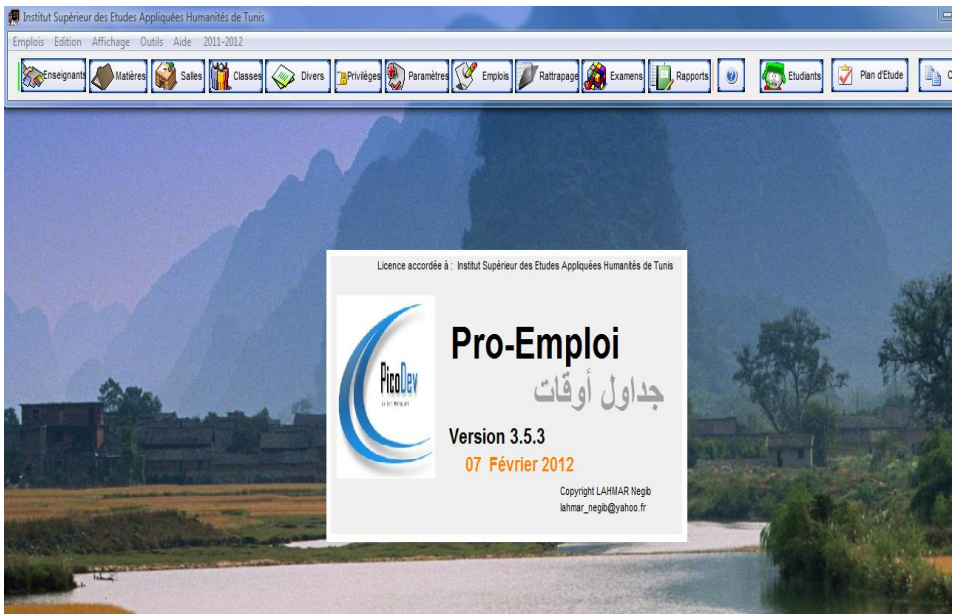 Institut Supérieur des Etudes Appliquées Humanités de Tunis
Emplois Edition Affichage Outils Aide 2011-2012
Enseignants Matières Salles Classes Divers Privilèges Paramètres Emplois Rattrapage Examens Rapports Etudiants Plan d'Etude
Licence accordée à : Institut Supérieur des Etudes Appliquées Humanités de Tunis
Pro-Emploi
جداول أوقات
PicoDev
Version 3.5.3
07 Février 2012
Copyright LAHMAR Negib
lahmar_negib@yahoo.fr